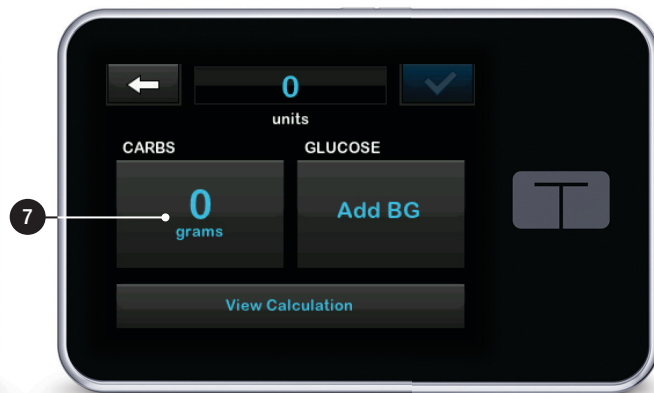 0
units
CARBS
GLUCOSE
7
0
grams
Add BG
View Calculation